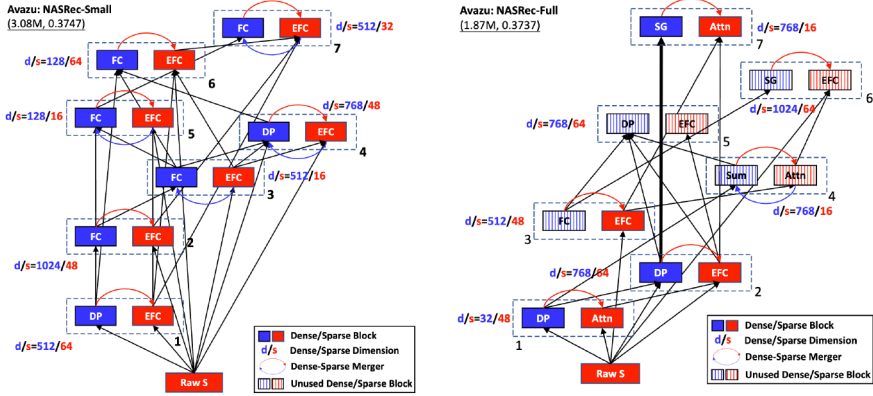 Avazu: NASRec-Small
(3.08M, 0.3747)
FC
EFC
d/s=512/32
7
FC
EFC
d/s=128/64
6
d/s=768/48
d/s=128/16
FC
EFC
5
DP
EFC
4
FC
EFC
d/s=512/16
3
FC
EFC
2
d/s=1024/48
DP
EFC
1
d/s=512/64
Raw S
Dense/Sparse Block
d/s Dense/Sparse Dimension
Dense-Sparse Merger
Unused Dense/Sparse Block
Avazu: NASRec-Full
(1.87M, 0.3737)
SG
Attn
d/s=768/16
7
SG
EFC
6
d/s=1024/64
d/s=768/64
DP
EFC
5
Sum
Attn
4
d/s=768/16
d/s=512/48
FC
EFC
3
d/s=768/64
DP
EFC
2
d/s=32/48
DP
Attn
1
Raw S
Dense/Sparse Block
d/s Dense/Sparse Dimension
Dense-Sparse Merger
Unused Dense/Sparse Block